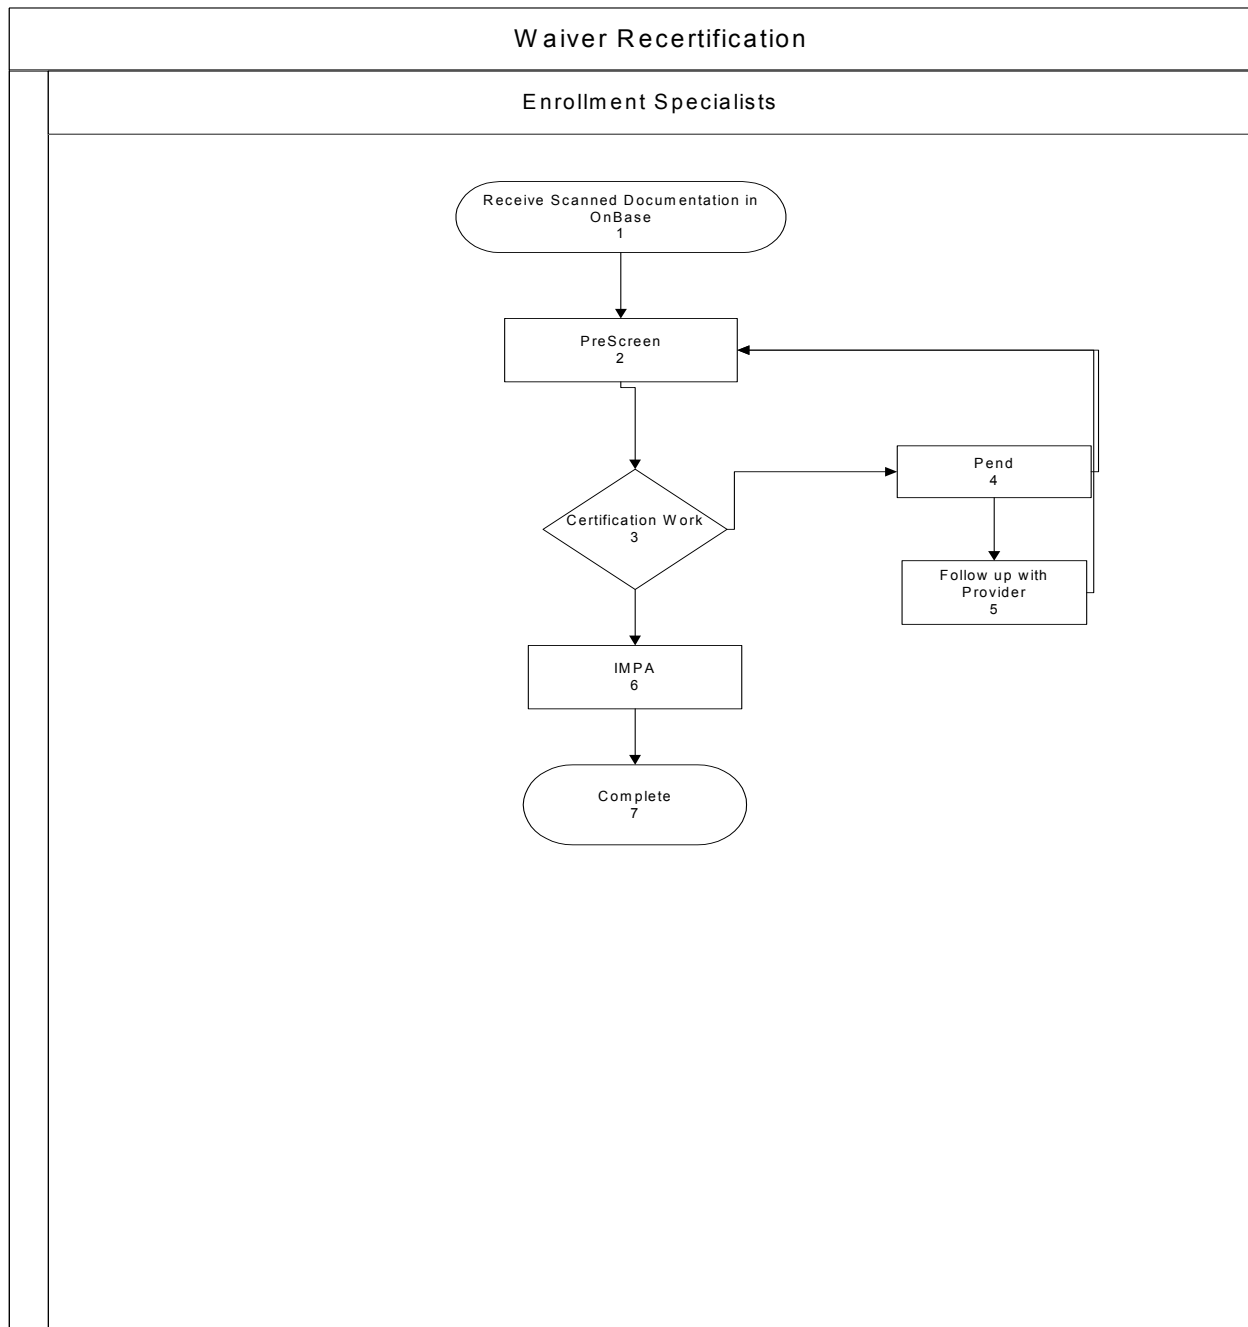 Waiver Recertification
Enrollment Specialists
Receive Scanned Documentation in
OnBase
1
PreScreen
2
Certification Work
3
Pend
4
Follow up with
Provider
5
IMPA
6
Complete
7